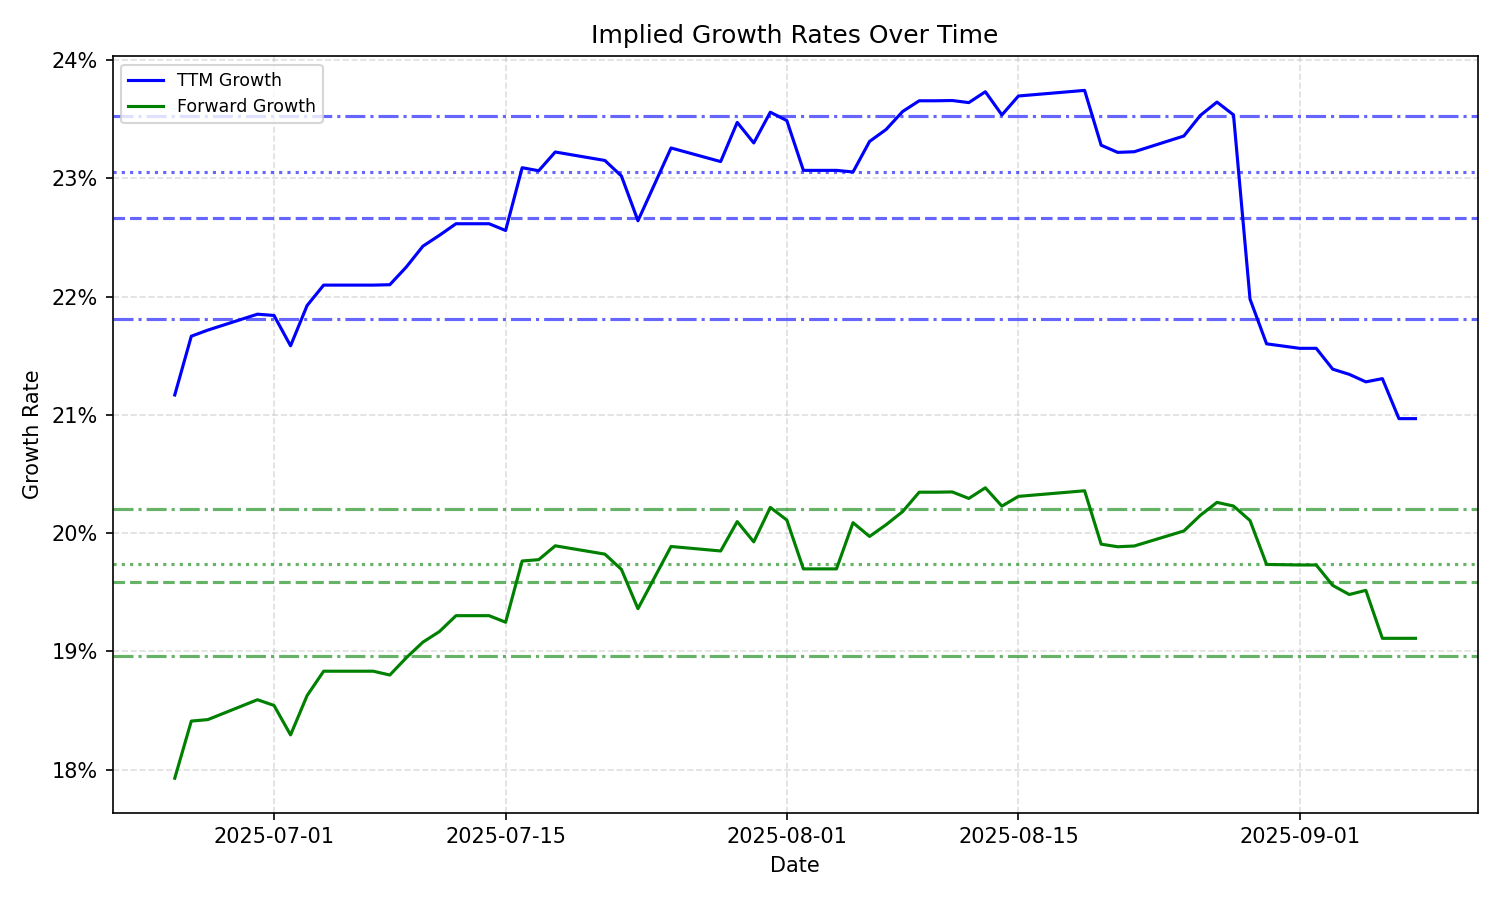 Implied Growth Rates Over Time
TTM Growth
Forward Growth
24%
23%
22%
21%
20%
19%
18%
Growth Rate
2025-07-01
2025-07-15
2025-08-01
2025-08-15
2025-09-01
Date